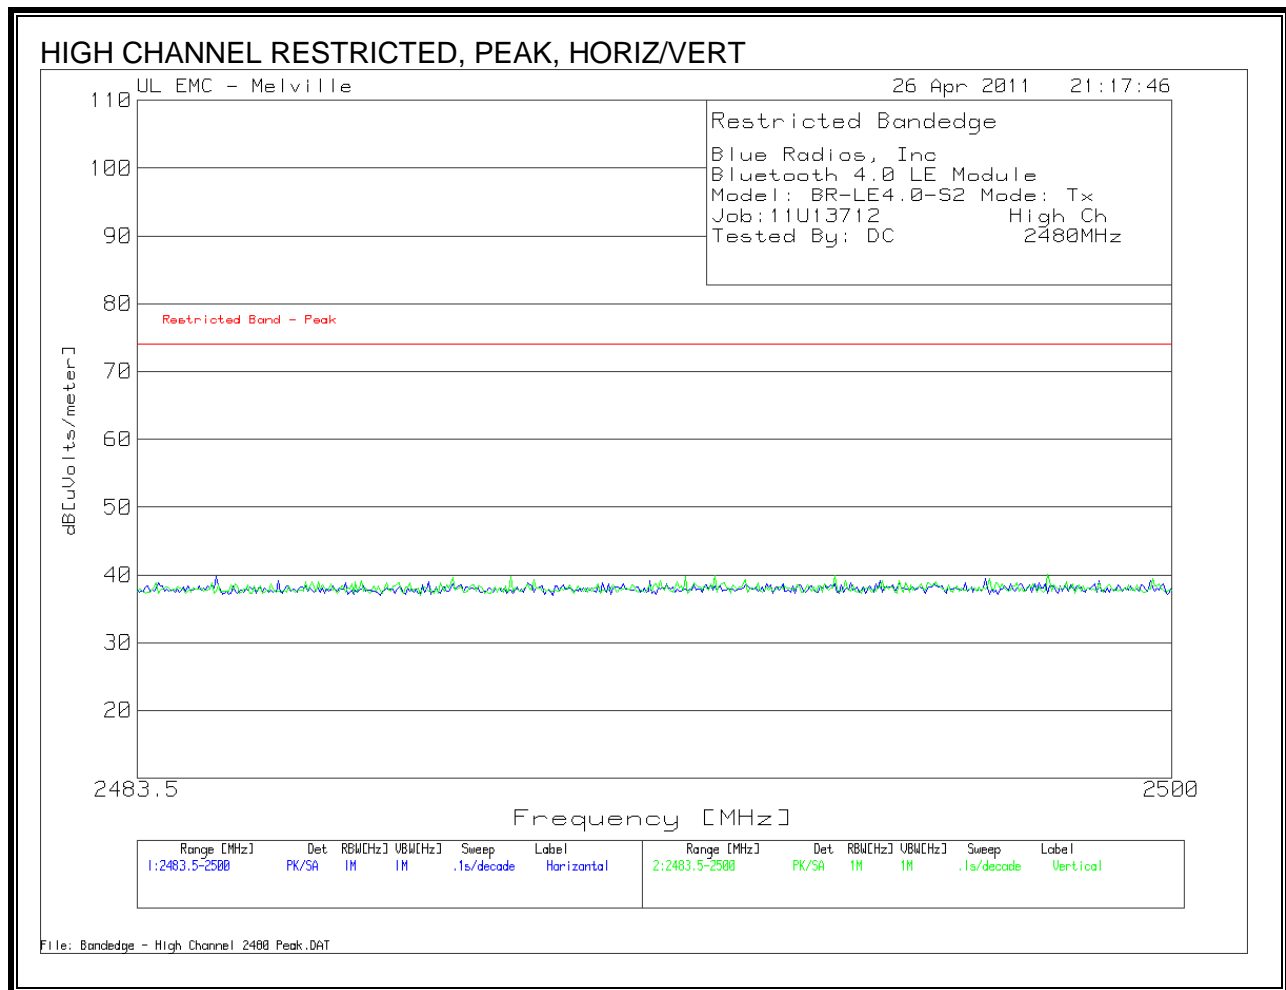 HIGH CHANNEL RESTRICTED, PEAK, HORIZ/VERT
UL EMC - Melville 26 Apr 2011 21:17:46
Restricted Bandedge
Blue Radios, Inc
Bluetooth 4.0 LE Module
Model: BR-LE4.0-S2 Mode: Tx
Job:11U13712 High Ch
Tested By: DC 2480MHz
110
100
90
80
Restricted Band - Peak
70
60
50
40
30
20
dB[uVolts/meter]
2483.5 2500
Frequency [MHz]
Range [MHz] Det RBW[Hz] VBW[Hz] Sweep Label Range [MHz] Det RBW[Hz] VBW[Hz] Sweep Label
1:2483.5-2500 PK/SA 1M 1M .1s/decade Horizontal 2:2483.5-2500 PK/SA 1M 1M .1s/decade Vertical
File: Bandedge - High Channel 2480 Peak.DAT